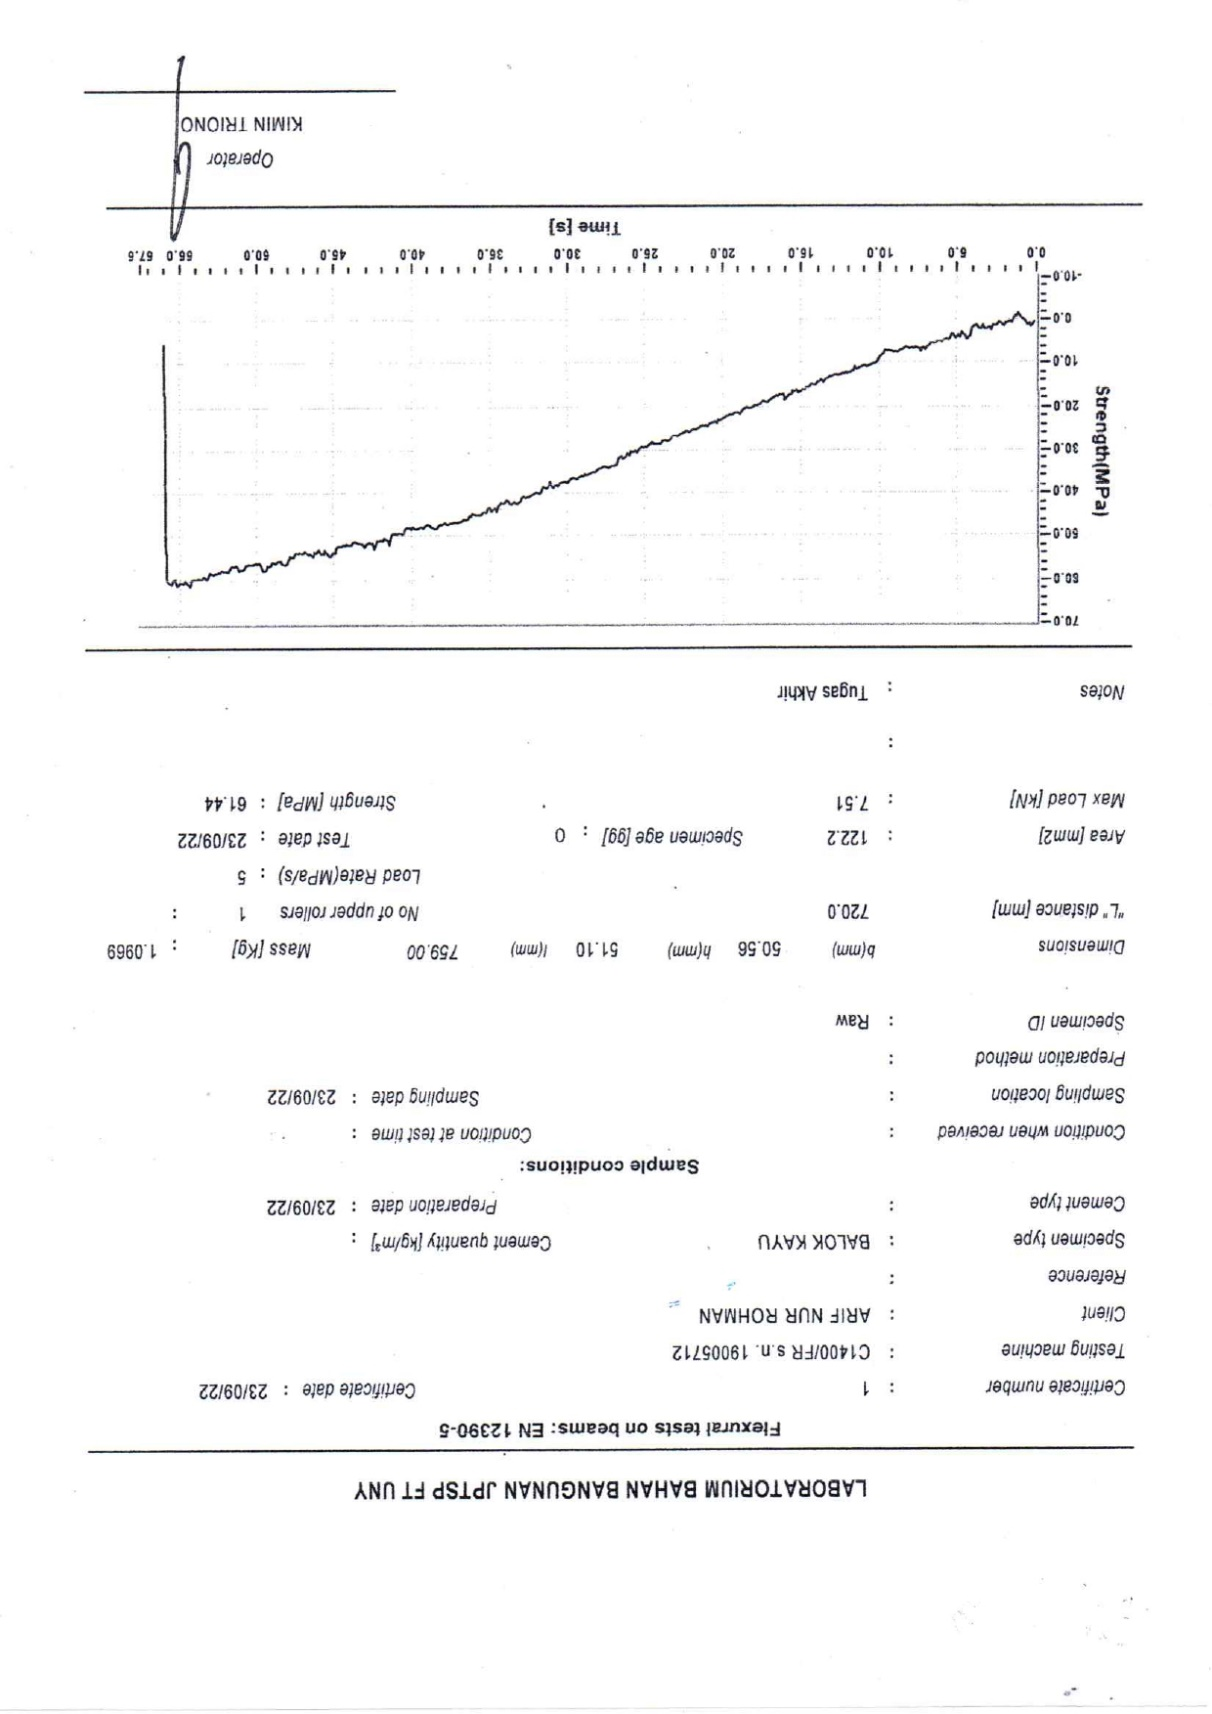 LABORATORIUM BAHAN BANGUNAN JPTSP FT UNY
Flexural tests on beams: EN 12390-5
Certificate number : 1 Certificate date : 23/09/22
Testing machine : C1400/FR s.n. 19005712
Client : ARIF NUR ROHMAN
Reference :
Specimen type : BALOK KAYU Cement quantity [kg/m³] :
Cement type : Preparation date : 23/09/22
Sample conditions:
Condition when received : Condition at test time :
Sampling location : Sampling date : 23/09/22
Preparation method :
Specimen ID : Raw
Dimensions b(mm) 50.56 h(mm) 51.10 l(mm) 759.00 Mass [Kg] : 1.0969
"L" distance [mm] 720.0 No of upper rollers 1 :
Load Rate(MPa/s) : 5
Area [mm2] : 122.2 Specimen age [gg] : 0 Test date : 23/09/22
Max Load [kN] : 7.51 Strength [MPa] : 61.44
:
Notes : Tugas Akhir
70.0
60.0
50.0
40.0
30.0
20.0
10.0
0.0
-10.0
Strength(MPa)
0.0 5.0 10.0 15.0 20.0 25.0 30.0 35.0 40.0 45.0 60.0 66.0 67.5
Time [s]
Operator
KIMIN TRIONO